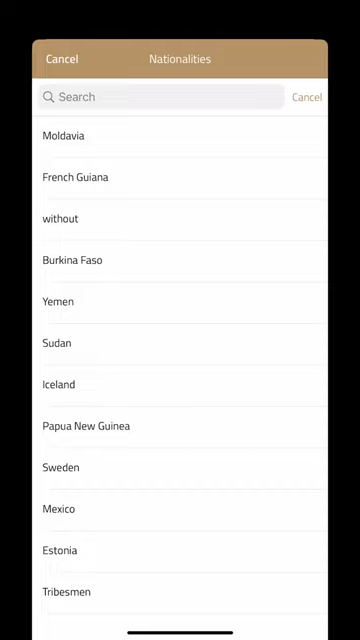 Cancel Nationalities
Search Cancel
Moldavia
French Guiana
without
Burkina Faso
Yemen
Sudan
Iceland
Papua New Guinea
Sweden
Mexico
Estonia
Tribesmen